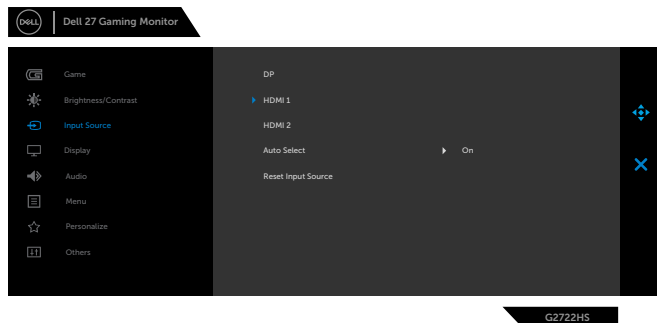 DELL
Dell 27 Gaming Monitor
Game
Brightness/Contrast
Input Source
Display
Audio
Menu
Personalize
Others
DP
HDMI 1
HDMI 2
Auto Select On
Reset Input Source
G2722HS